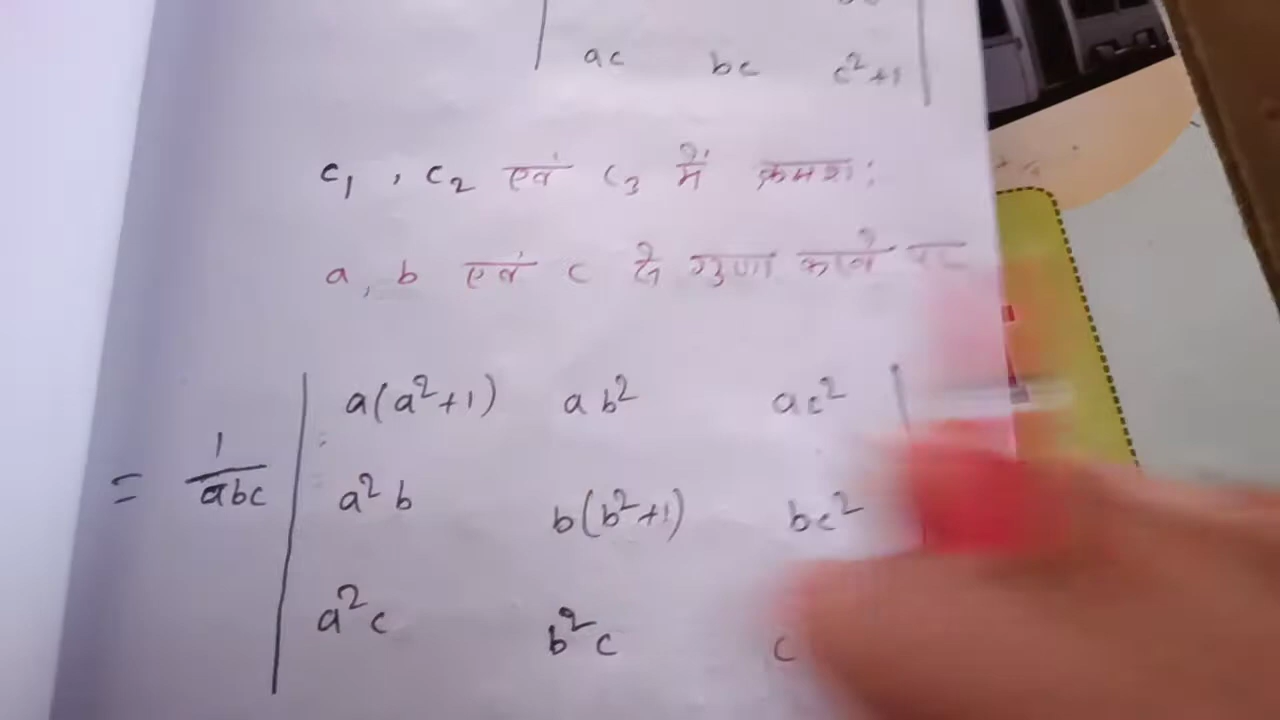 ac bc c²+1
c₁, c₂ एवं c₃ में क्रमशः
a, b एवं c से गुणा करने पर
= 1/abc | a(a²+1) ab² ac² |
a²b b(b²+1) bc²
a²c b²c c